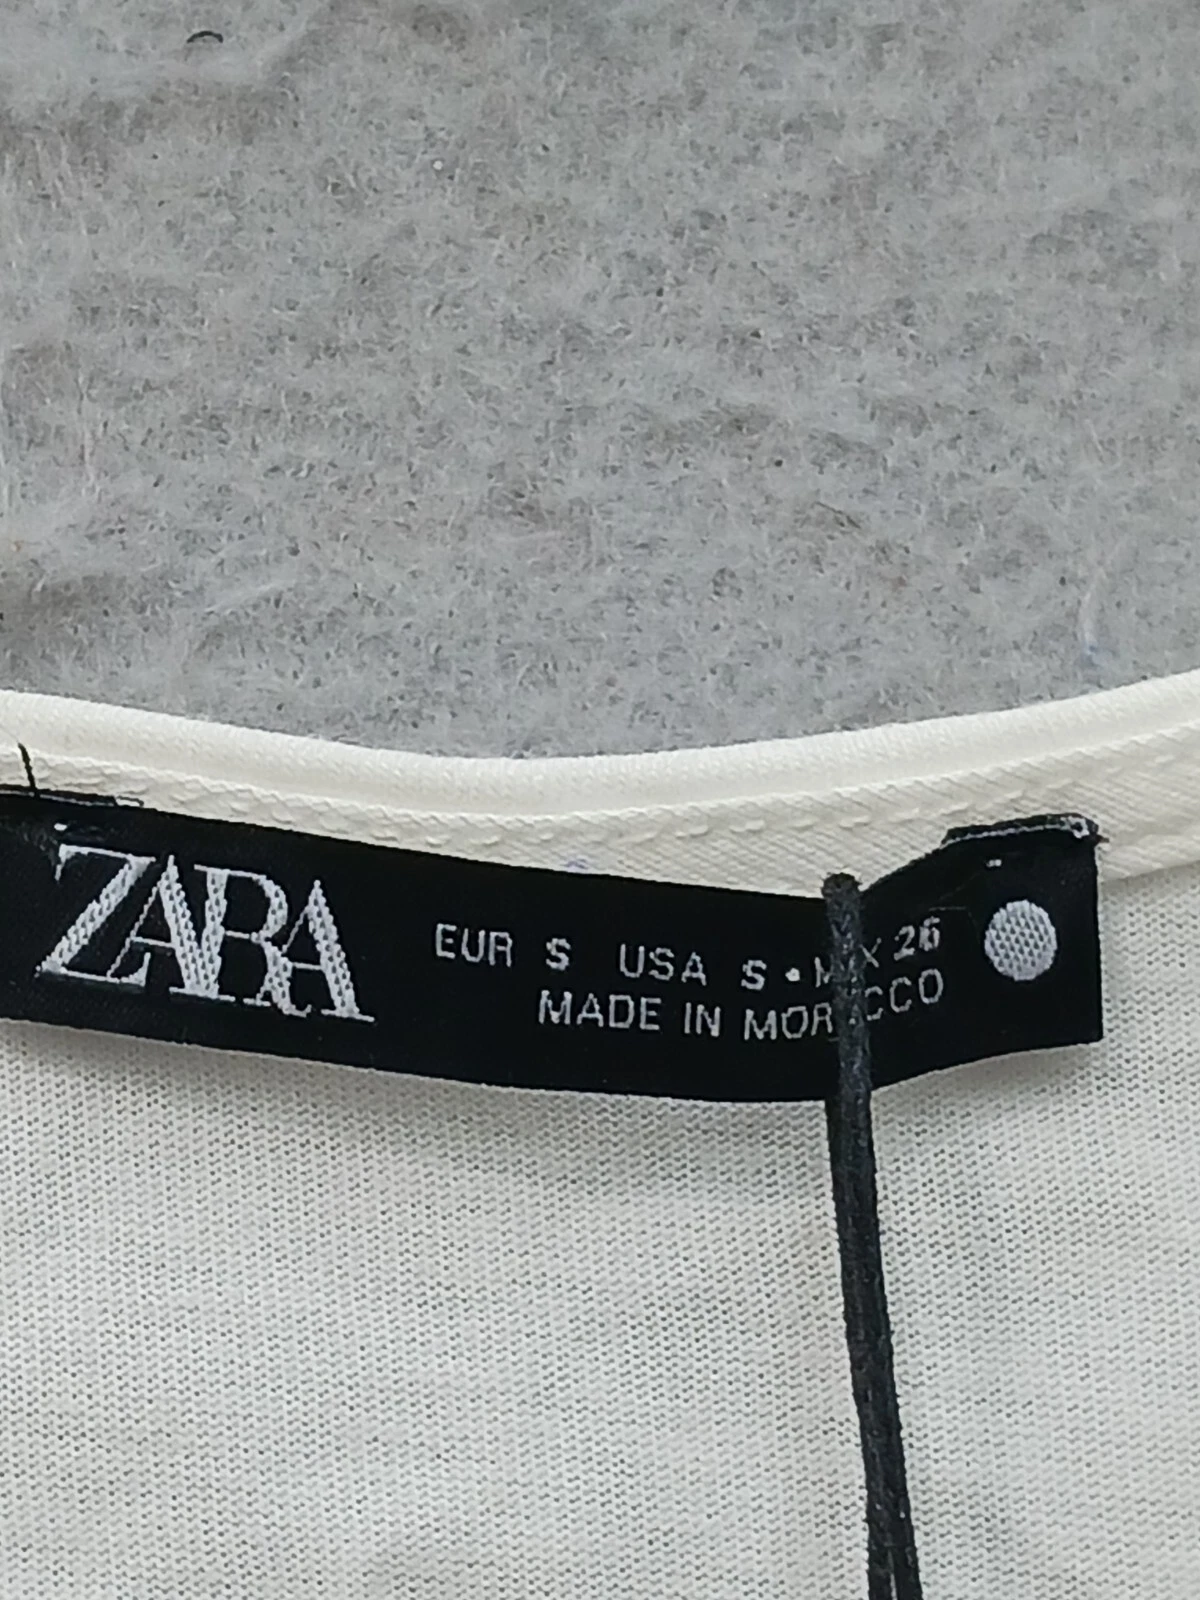 ZARA
EUR S USA S • MEX 26
MADE IN MOROCCO